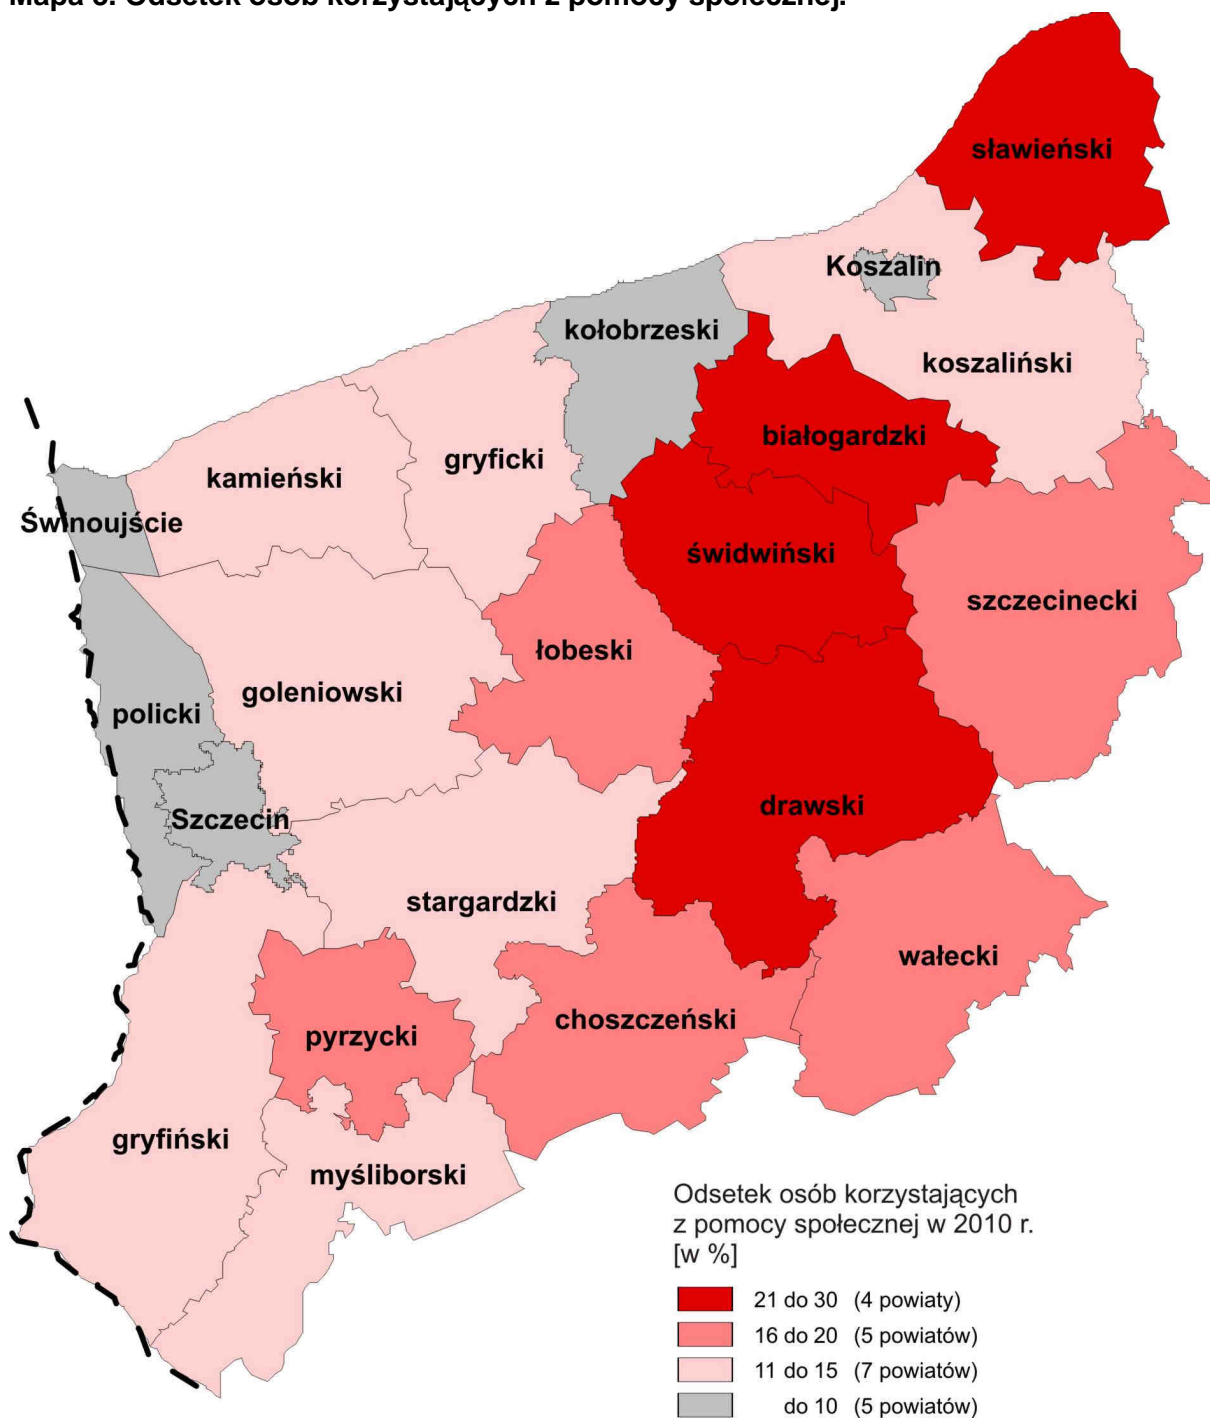 Mapa 6. Odsetek osób korzystających z pomocy społecznej.
sławieński
Koszalin
kołobrzeski
koszaliński
białogardzki
gryficki
kamieński
Świnoujście
świdwiński
szczecinecki
łobeski
goleniowski
policki
drawski
Szczecin
stargardzki
wałecki
choszczeński
pyrzycki
gryfiński
myśliborski
Odsetek osób korzystających
z pomocy społecznej w 2010 r.
[w %]
21 do 30 (4 powiaty)
16 do 20 (5 powiatów)
11 do 15 (7 powiatów)
do 10 (5 powiatów)